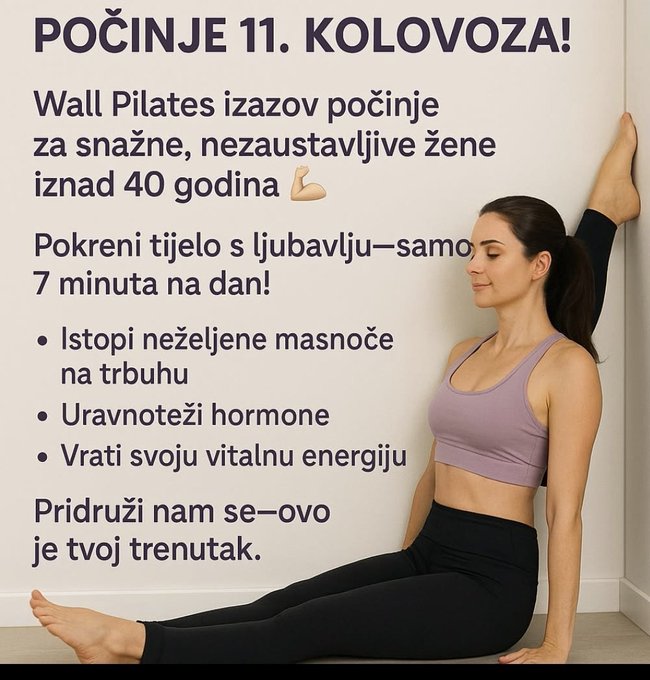 POČINJE 11. KOLOVOZA!
Wall Pilates izazov počinje
za snažne, nezaustavljive žene
iznad 40 godina 💪🏼
Pokreni tijelo s ljubavlju—samo
7 minuta na dan!
• Istopi neželjene masnoče
na trbuhu
• Uravnoteži hormone
• Vrati svoju vitalnu energiju
Pridruži nam se—ovo
je tvoj trenutak.